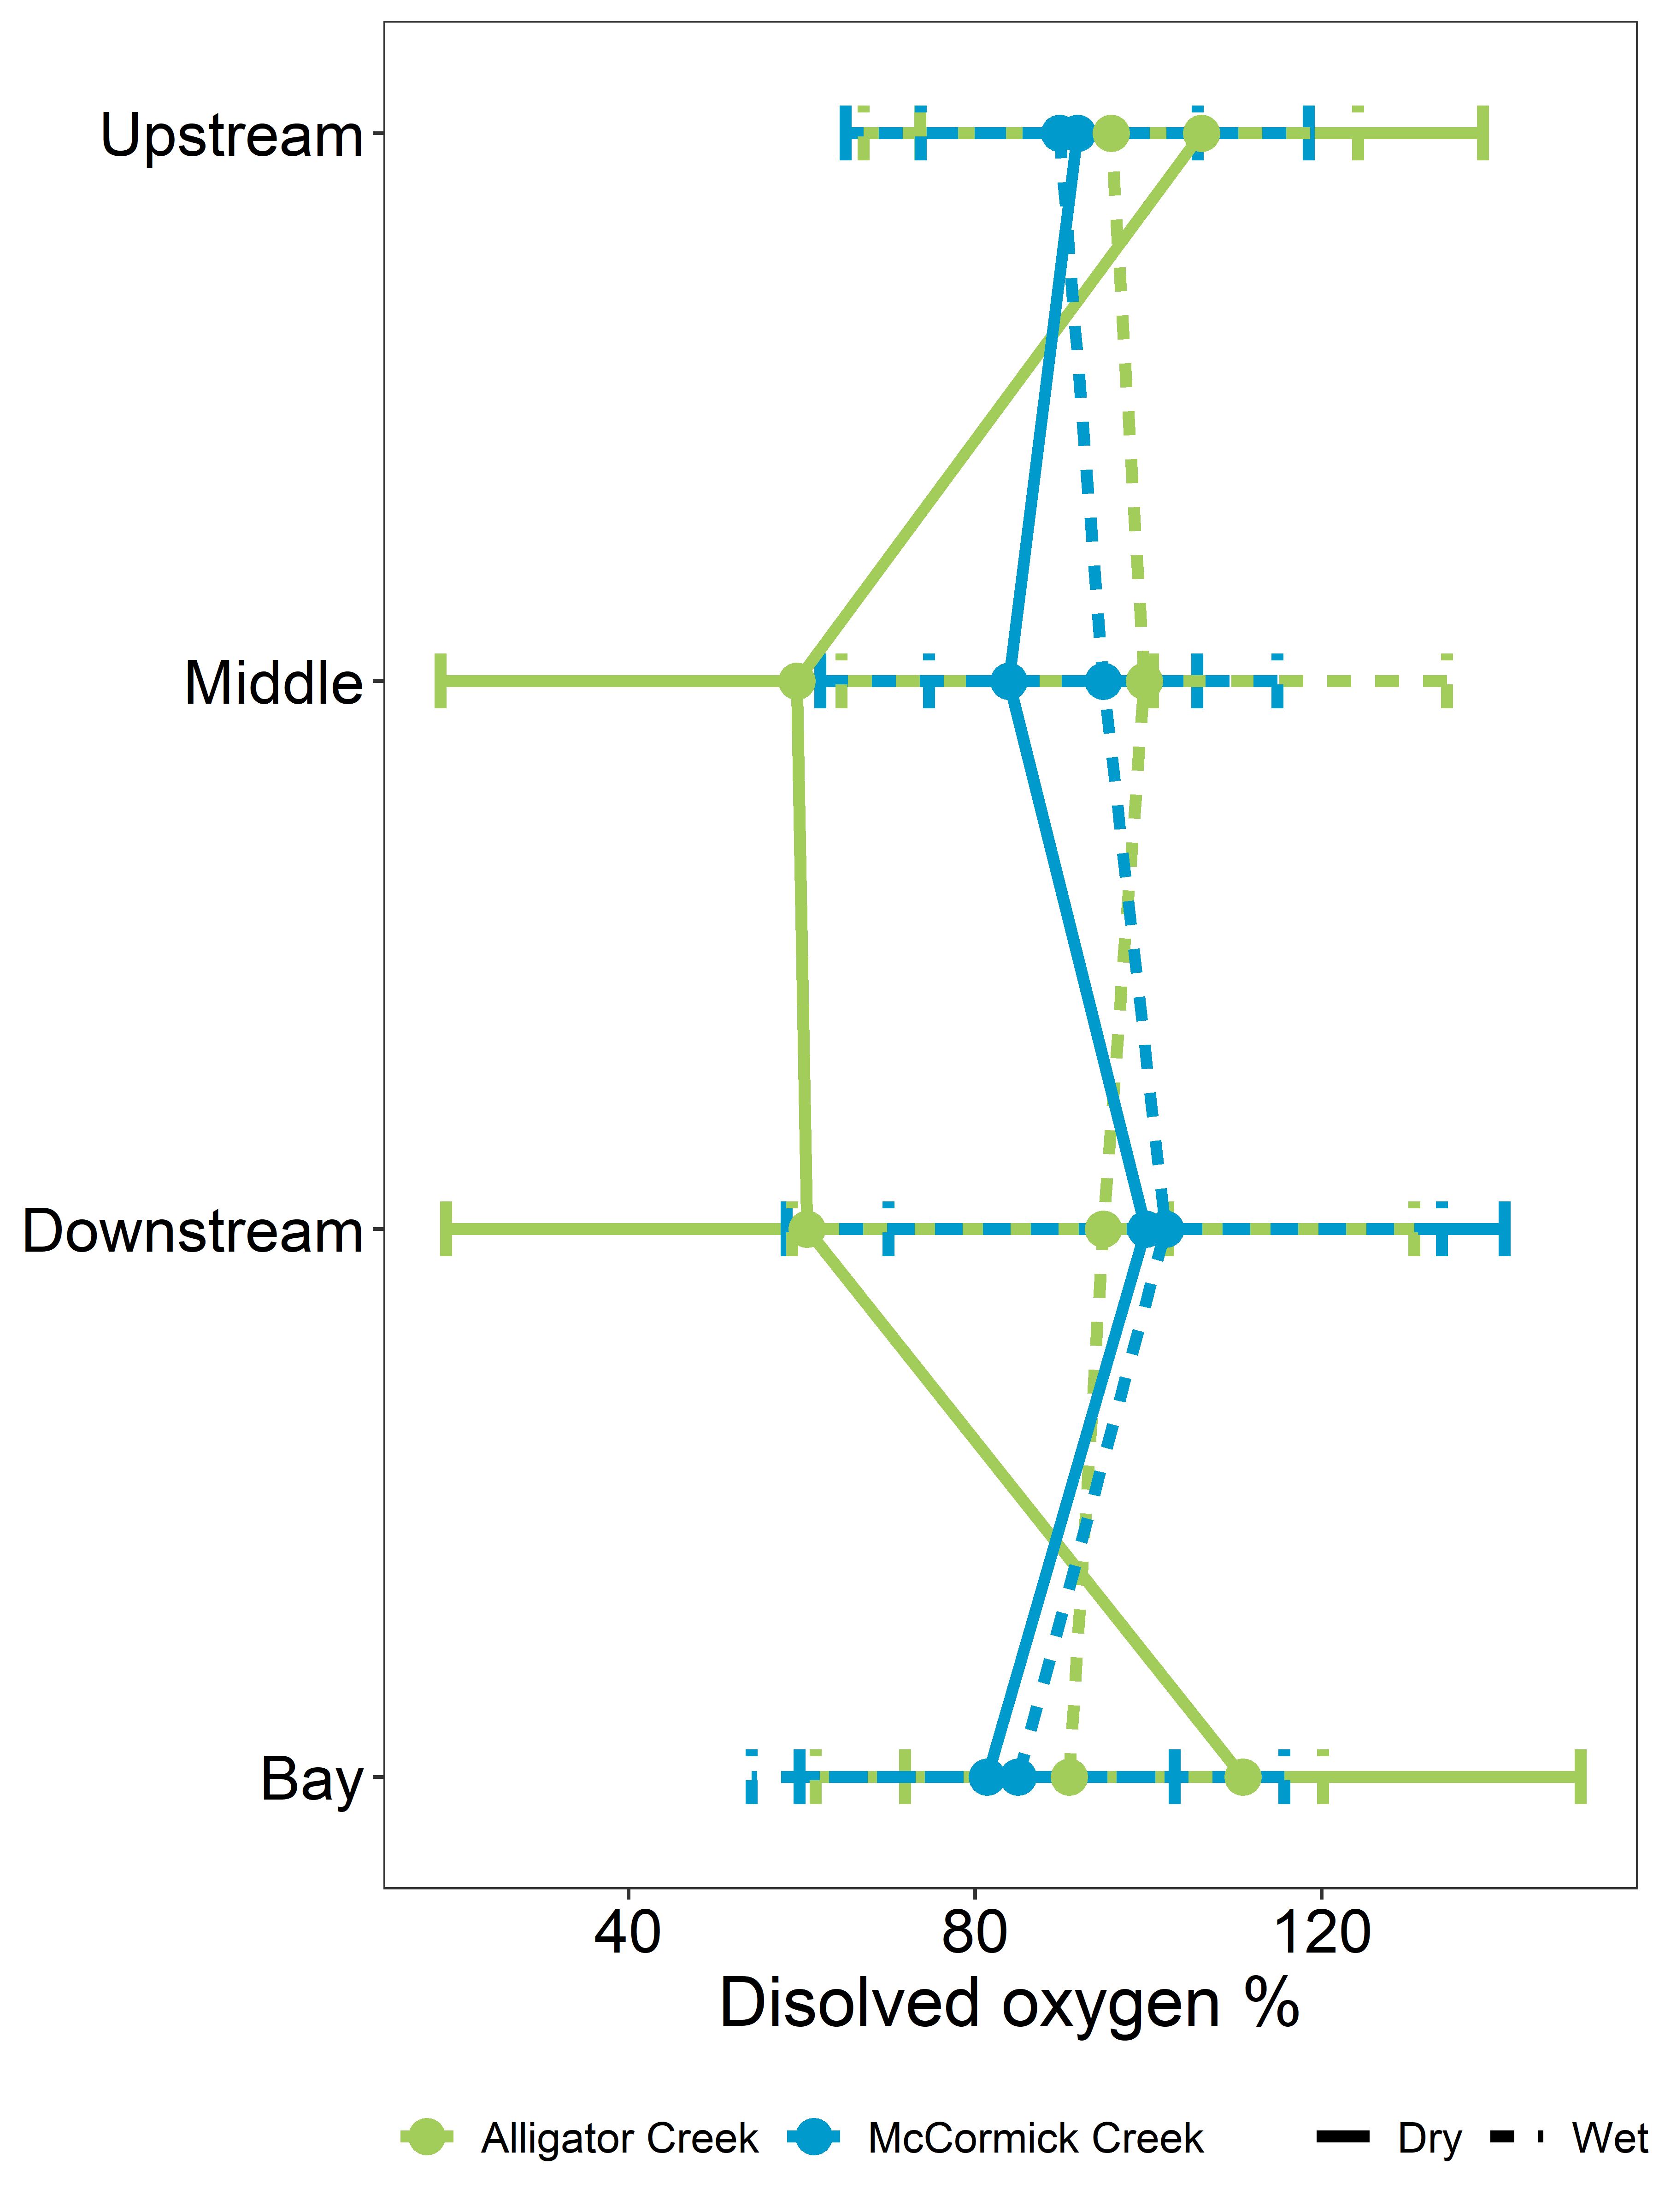 Upstream
Middle
Downstream
Bay
40 80 120
Disolved oxygen %
Alligator Creek McCormick Creek Dry Wet